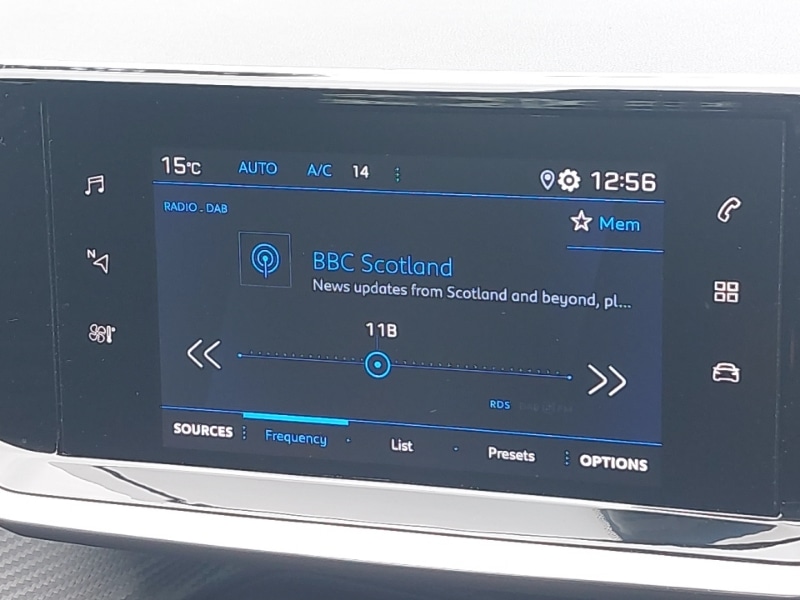 15°C AUTO A/C 14 12:56
RADIO - DAB
Mem
N
BBC Scotland
News updates from Scotland and beyond, pl...
11B
RDS
SOURCES Frequency List Presets OPTIONS